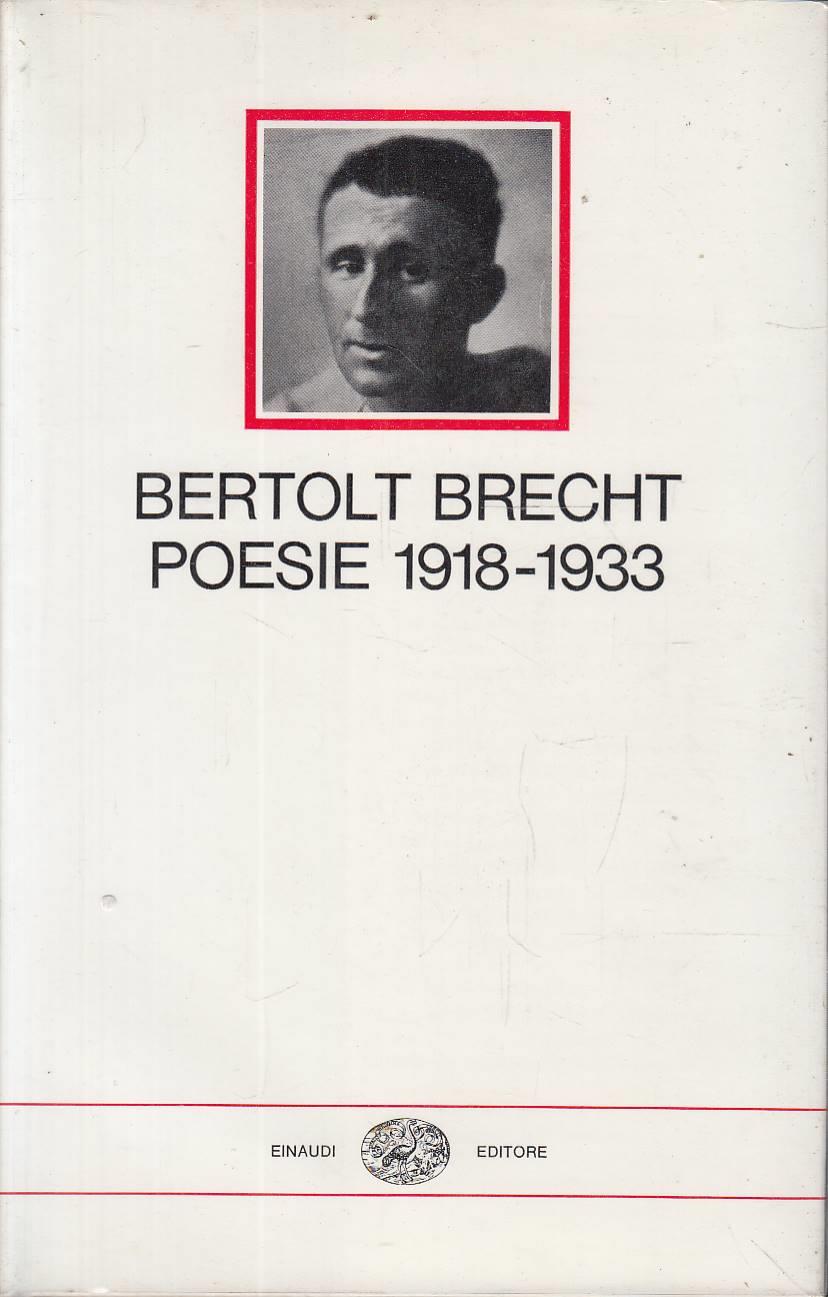 BERTOLT BRECHT
POESIE 1918-1933
EINAUDI EDITORE